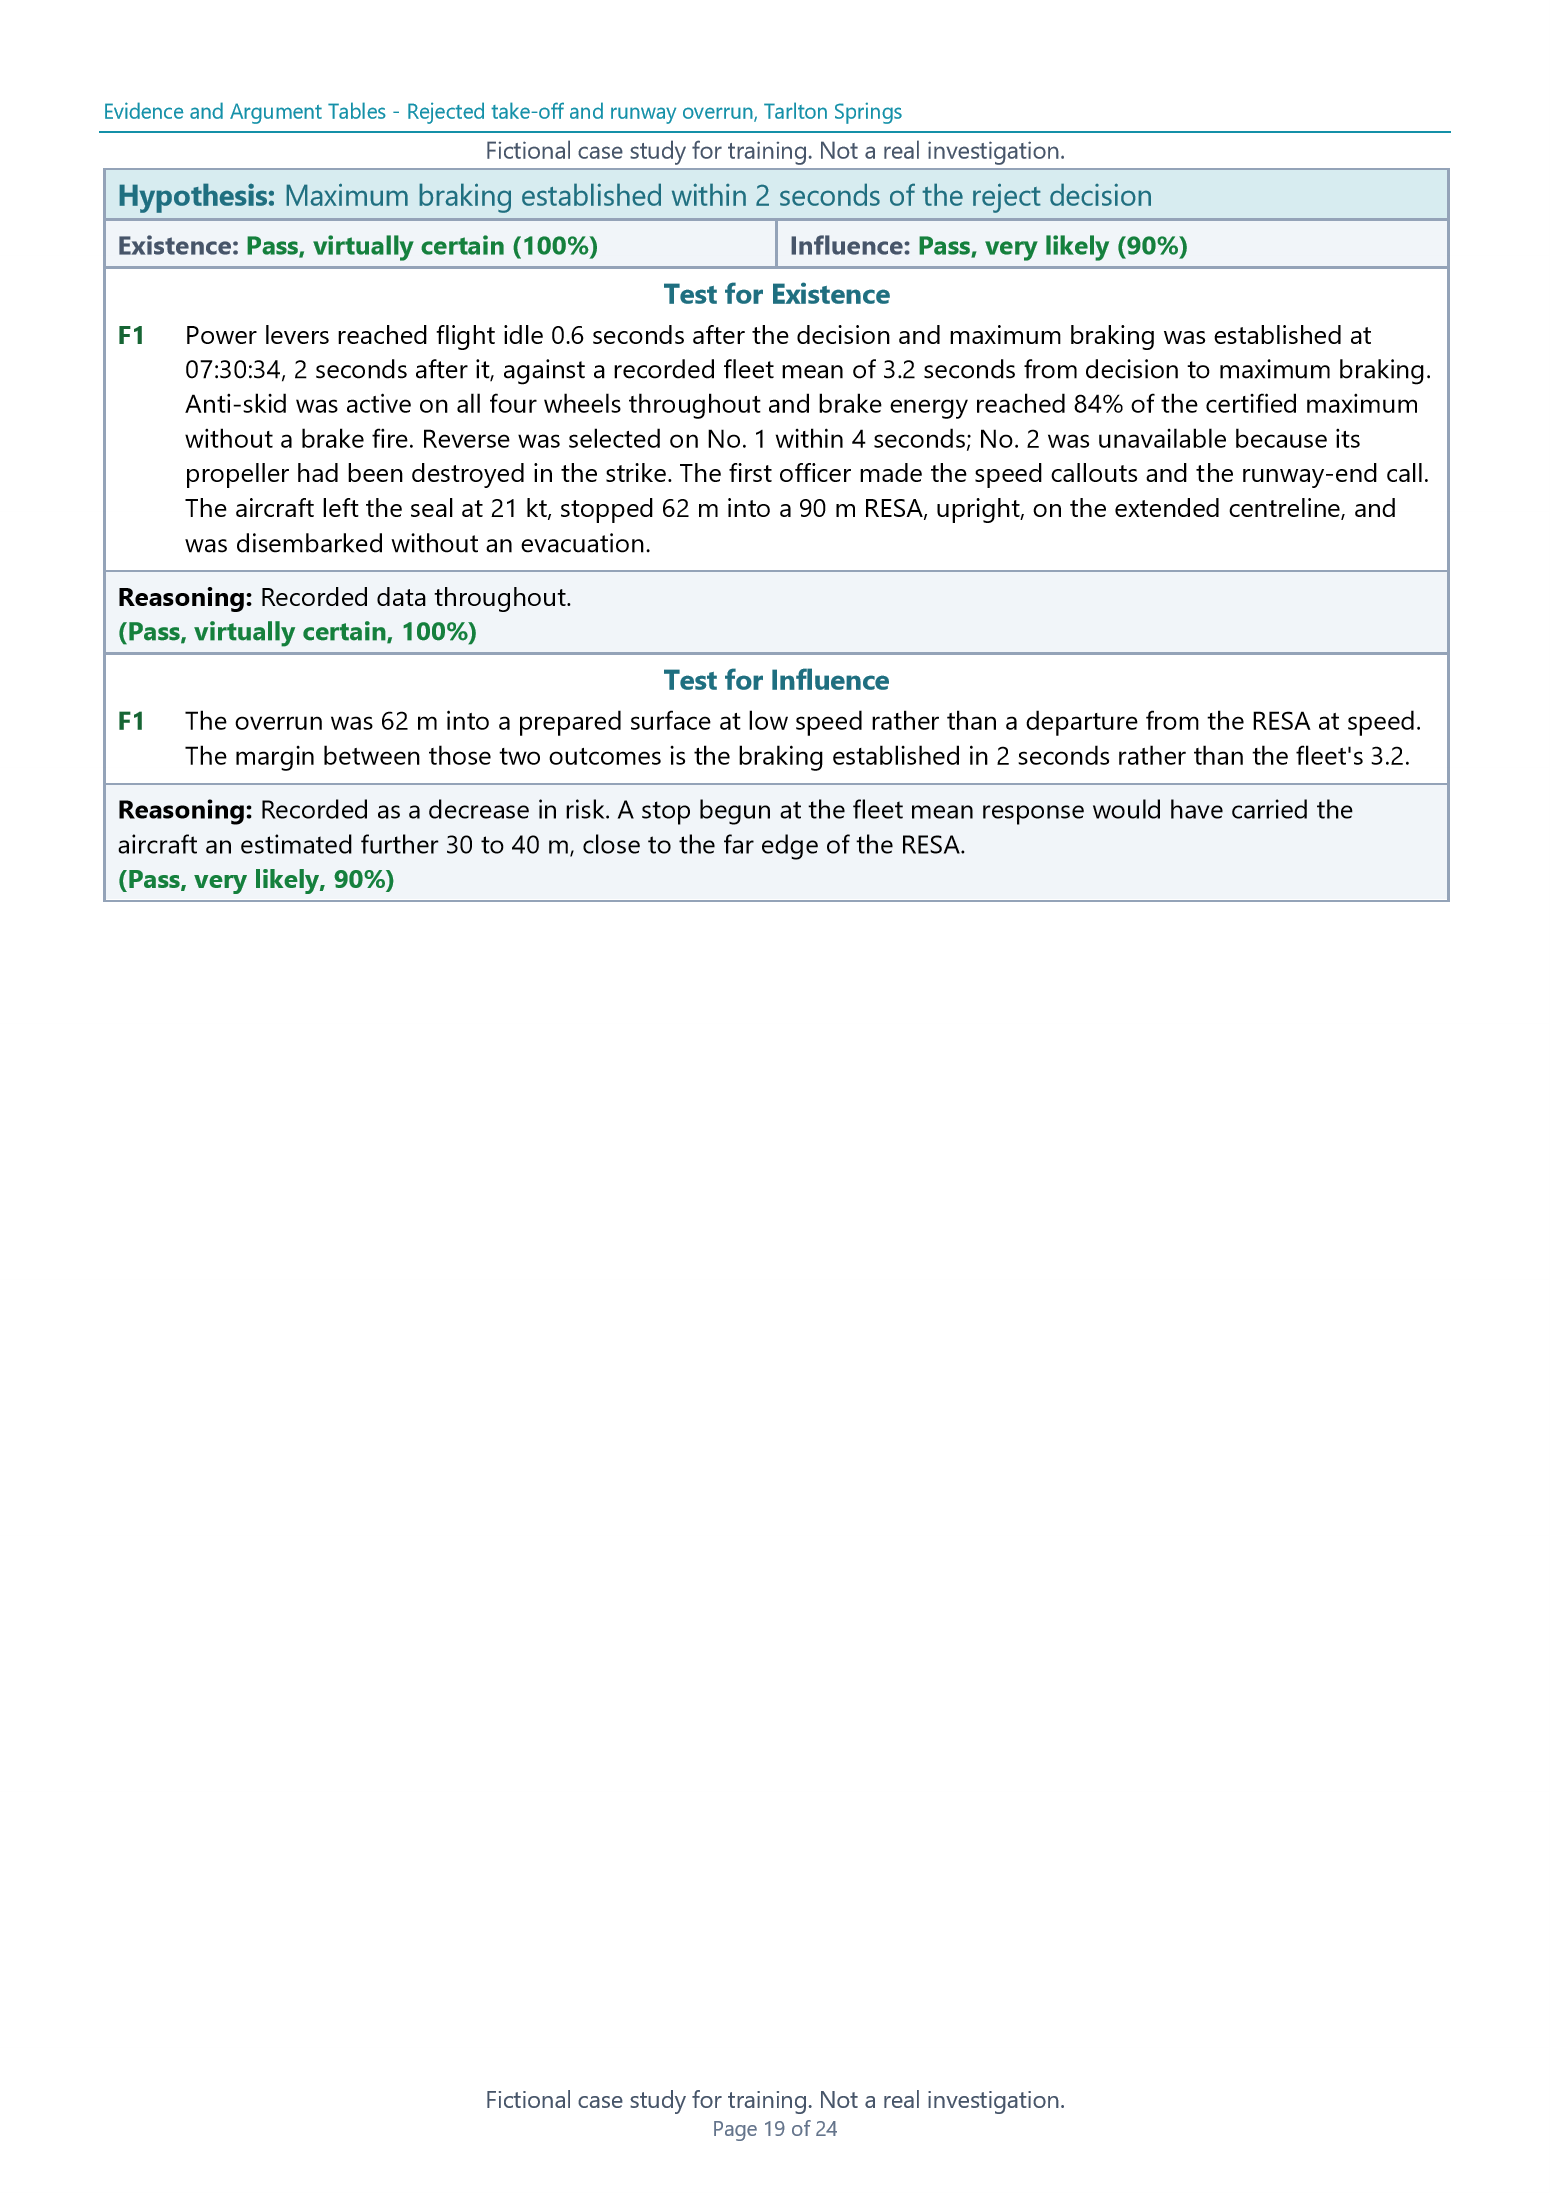 Evidence and Argument Tables - Rejected take-off and runway overrun, Tarlton Springs
Fictional case study for training. Not a real investigation.
Hypothesis: Maximum braking established within 2 seconds of the reject decision
Existence: Pass, virtually certain (100%)
Influence: Pass, very likely (90%)
Test for Existence
F1 Power levers reached flight idle 0.6 seconds after the decision and maximum braking was established at
07:30:34, 2 seconds after it, against a recorded fleet mean of 3.2 seconds from decision to maximum braking.
Anti-skid was active on all four wheels throughout and brake energy reached 84% of the certified maximum
without a brake fire. Reverse was selected on No. 1 within 4 seconds; No. 2 was unavailable because its
propeller had been destroyed in the strike. The first officer made the speed callouts and the runway-end call.
The aircraft left the seal at 21 kt, stopped 62 m into a 90 m RESA, upright, on the extended centreline, and
was disembarked without an evacuation.
Reasoning: Recorded data throughout.
(Pass, virtually certain, 100%)
Test for Influence
F1 The overrun was 62 m into a prepared surface at low speed rather than a departure from the RESA at speed.
The margin between those two outcomes is the braking established in 2 seconds rather than the fleet's 3.2.
Reasoning: Recorded as a decrease in risk. A stop begun at the fleet mean response would have carried the
aircraft an estimated further 30 to 40 m, close to the far edge of the RESA.
(Pass, very likely, 90%)
Fictional case study for training. Not a real investigation.
Page 19 of 24